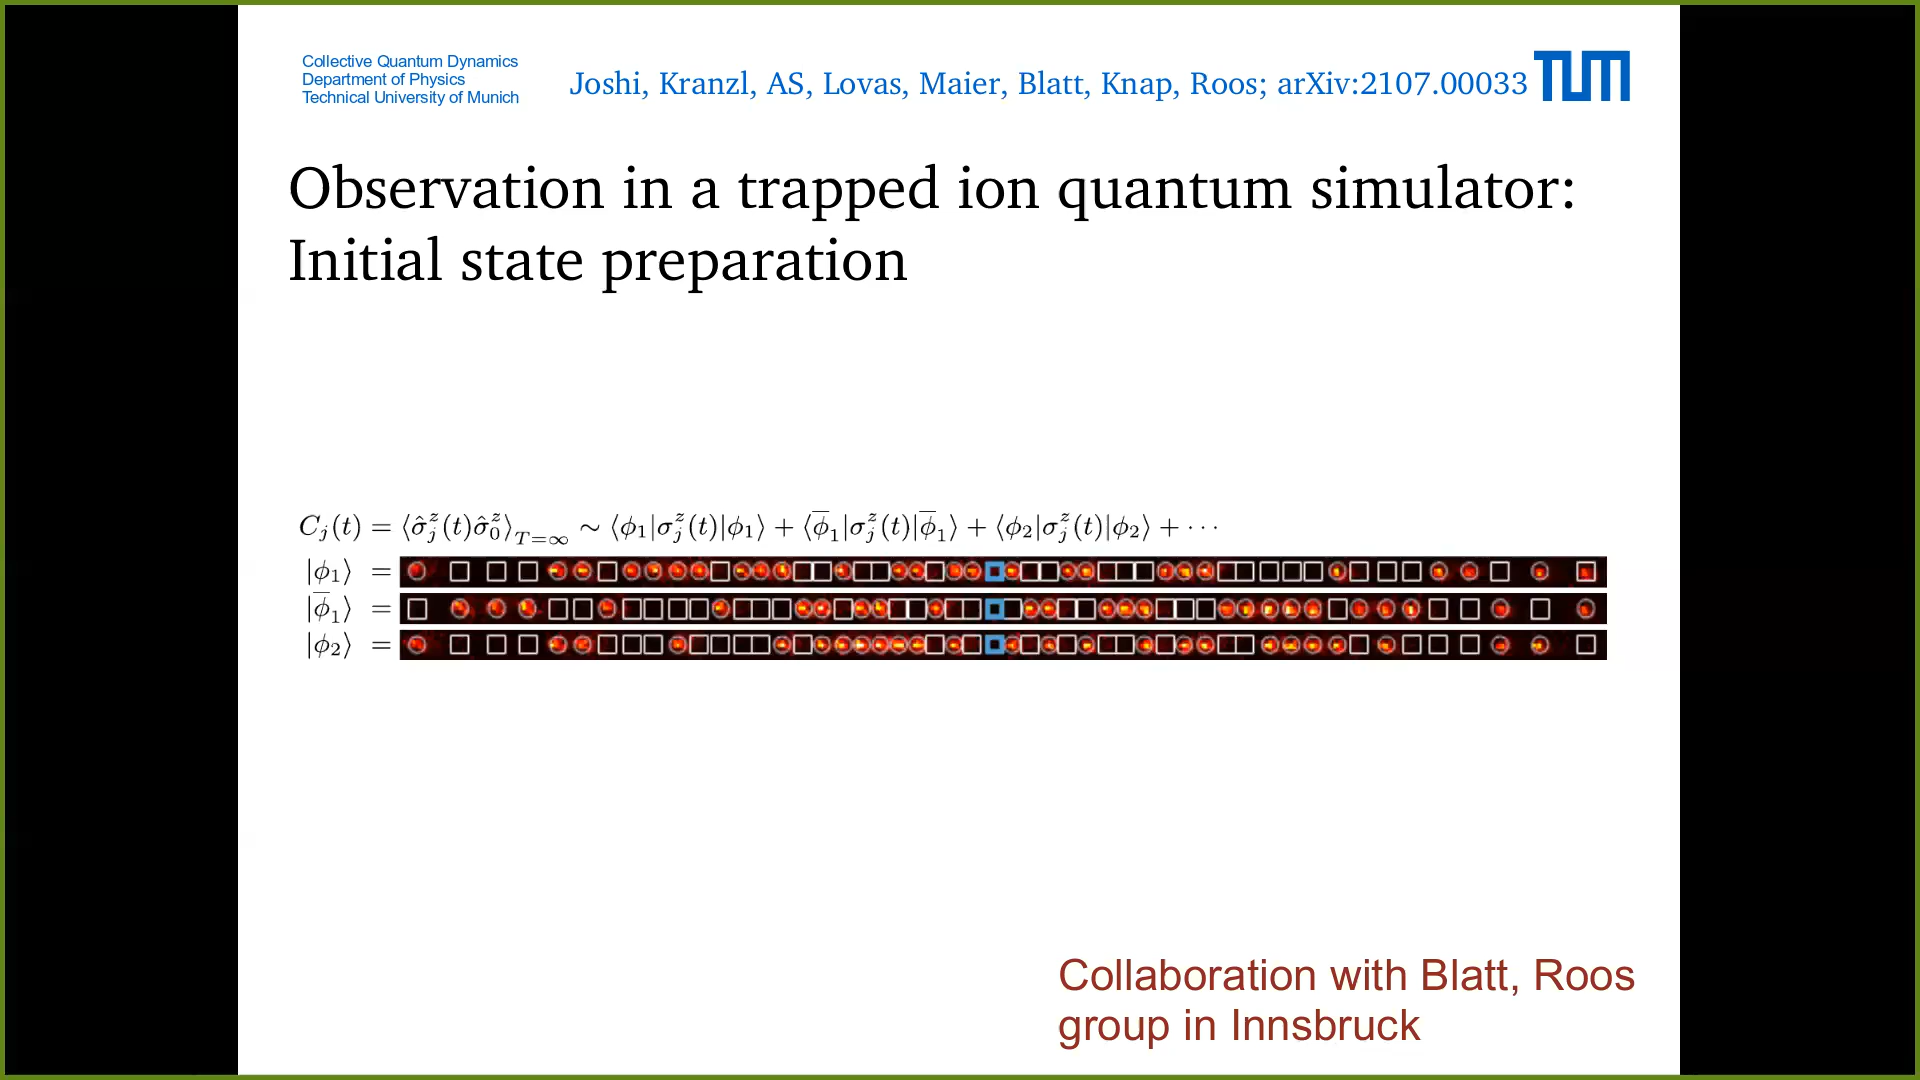 Collective Quantum Dynamics
Department of Physics
Technical University of Munich
Joshi, Kranzl, AS, Lovas, Maier, Blatt, Knap, Roos; arXiv:2107.00033
TUM
Observation in a trapped ion quantum simulator:
Initial state preparation
C_j(t) = ⟨σ̂_j^z(t)σ̂_0^z⟩_{T=∞} ∼ ⟨ϕ_1|σ_j^z(t)|ϕ_1⟩ + ⟨ϕ̅_1|σ_j^z(t)|ϕ̅_1⟩ + ⟨ϕ_2|σ_j^z(t)|ϕ_2⟩ + ···
|ϕ_1⟩ =
|ϕ̅_1⟩ =
|ϕ_2⟩ =
Collaboration with Blatt, Roos
group in Innsbruck